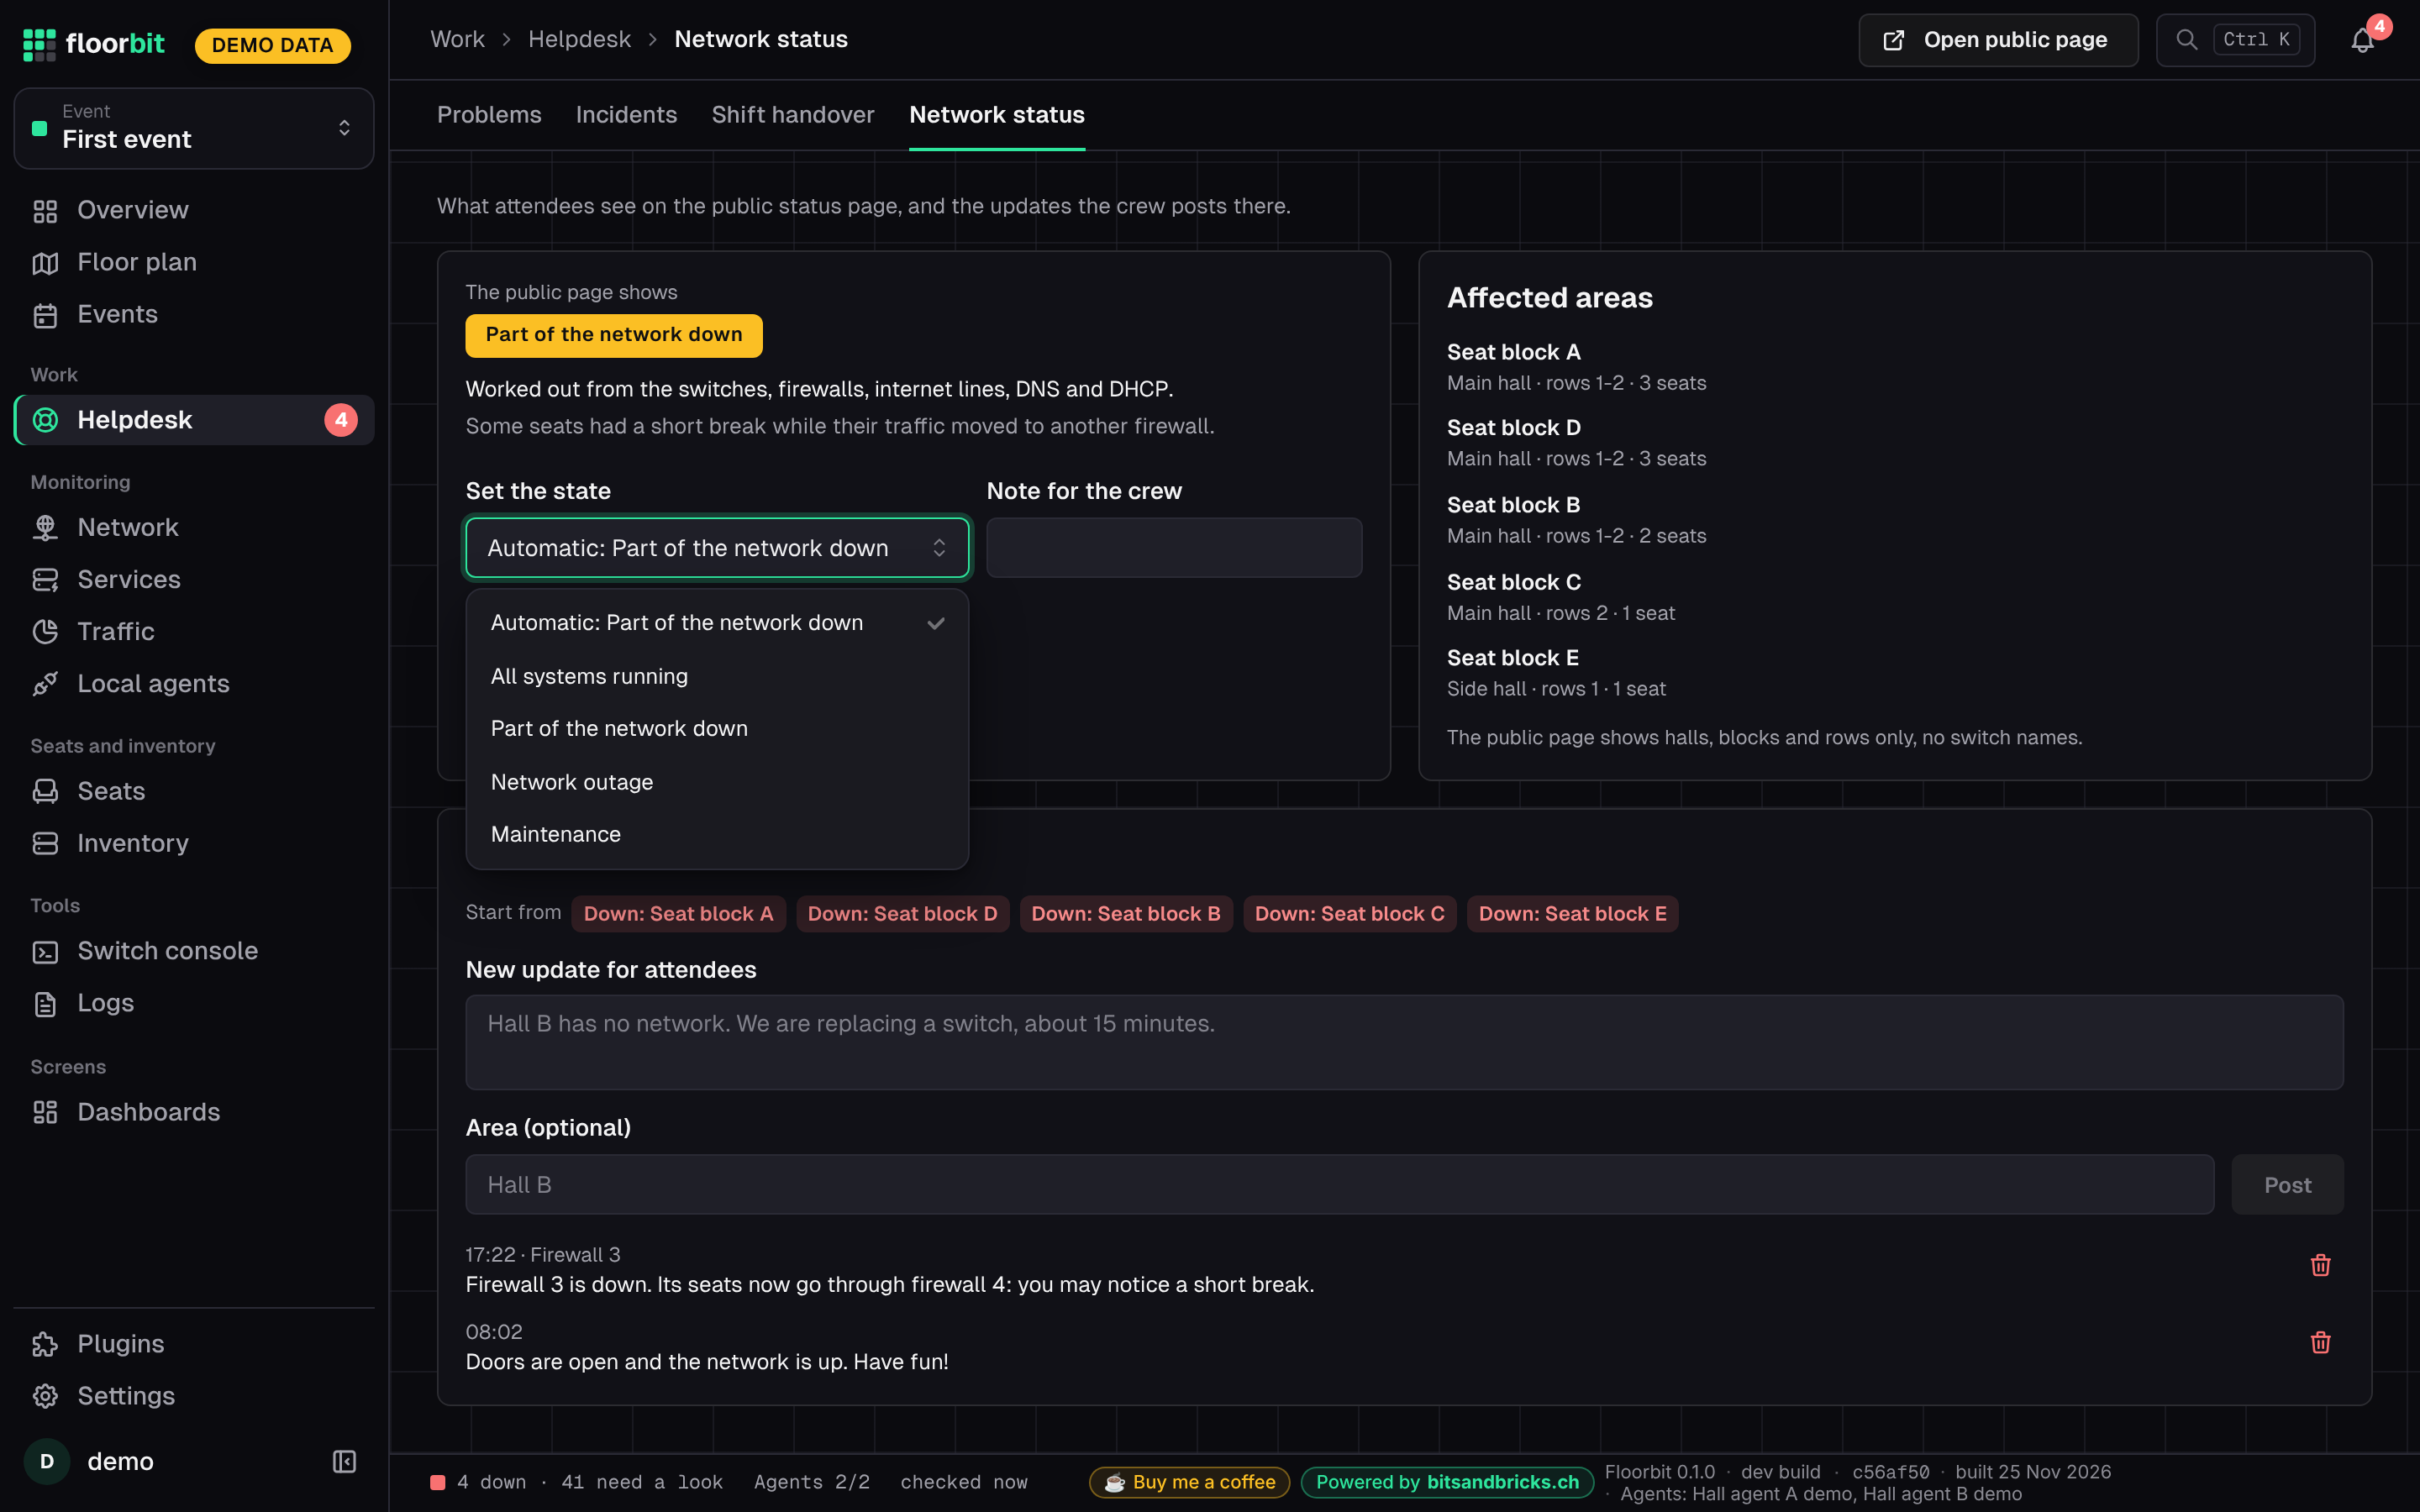 floorbit
DEMO DATA
Event
First event
Overview
Floor plan
Events
Work
Helpdesk
4
Monitoring
Network
Services
Traffic
Local agents
Seats and inventory
Seats
Inventory
Tools
Switch console
Logs
Screens
Dashboards
Plugins
Settings
D
demo
Work
Helpdesk
Network status
Open public page
Ctrl K
4
Problems
Incidents
Shift handover
Network status
What attendees see on the public status page, and the updates the crew posts there.
The public page shows
Part of the network down
Worked out from the switches, firewalls, internet lines, DNS and DHCP.
Some seats had a short break while their traffic moved to another firewall.
Set the state
Note for the crew
Automatic: Part of the network down
Automatic: Part of the network down
All systems running
Part of the network down
Network outage
Maintenance
Affected areas
Seat block A
Main hall · rows 1-2 · 3 seats
Seat block D
Main hall · rows 1-2 · 3 seats
Seat block B
Main hall · rows 1-2 · 2 seats
Seat block C
Main hall · rows 2 · 1 seat
Seat block E
Side hall · rows 1 · 1 seat
The public page shows halls, blocks and rows only, no switch names.
Start from
Down: Seat block A
Down: Seat block D
Down: Seat block B
Down: Seat block C
Down: Seat block E
New update for attendees
Hall B has no network. We are replacing a switch, about 15 minutes.
Area (optional)
Hall B
Post
17:22 · Firewall 3
Firewall 3 is down. Its seats now go through firewall 4: you may notice a short break.
08:02
Doors are open and the network is up. Have fun!
4 down · 41 need a look
Agents 2/2
checked now
Buy me a coffee
Powered by bitsandbricks.ch
Floorbit 0.1.0 · dev build · c56af50 · built 25 Nov 2026
· Agents: Hall agent A demo, Hall agent B demo